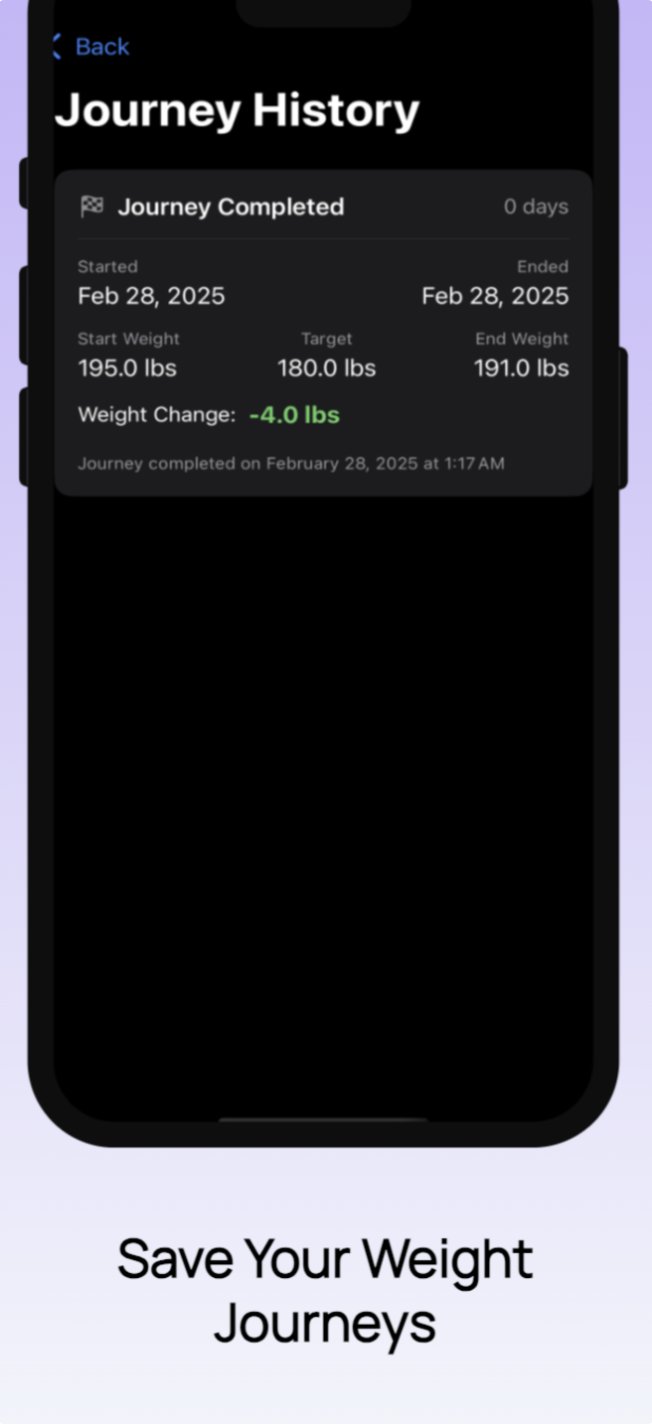 Back
Journey History
Journey Completed 0 days
Started Ended
Feb 28, 2025 Feb 28, 2025
Start Weight Target End Weight
195.0 lbs 180.0 lbs 191.0 lbs
Weight Change: -4.0 lbs
Journey completed on February 28, 2025 at 1:17 AM
Save Your Weight
Journeys